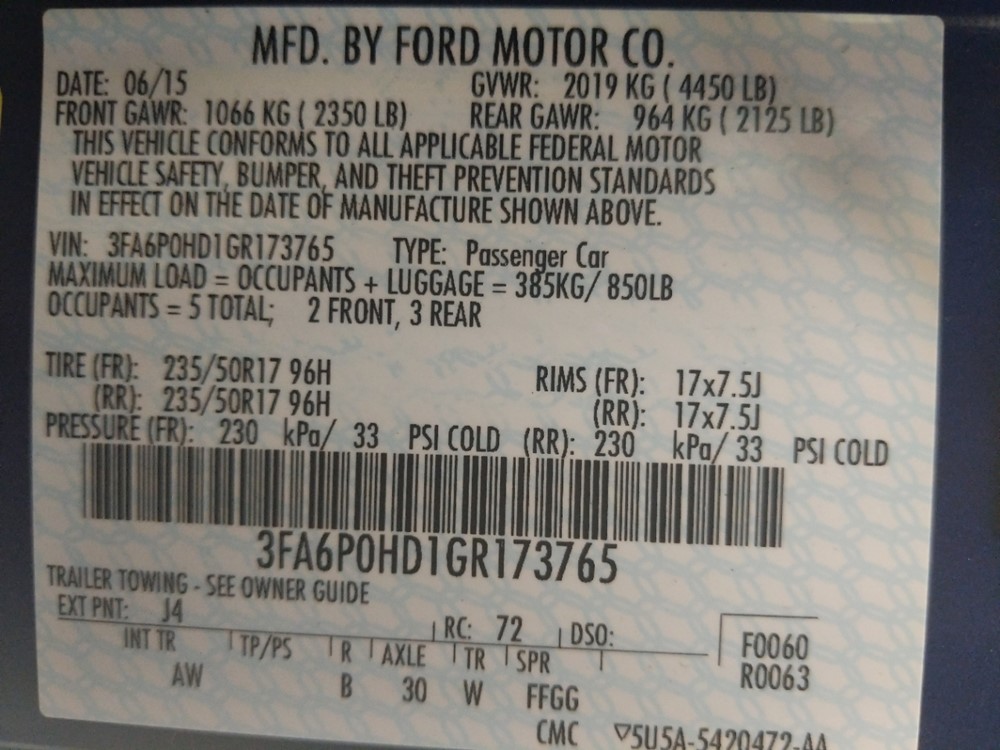 MFD. BY FORD MOTOR CO.
DATE: 06/15 GVWR: 2019 KG ( 4450 LB)
FRONT GAWR: 1066 KG ( 2350 LB) REAR GAWR: 964 KG ( 2125 LB)
THIS VEHICLE CONFORMS TO ALL APPLICABLE FEDERAL MOTOR
VEHICLE SAFETY, BUMPER, AND THEFT PREVENTION STANDARDS
IN EFFECT ON THE DATE OF MANUFACTURE SHOWN ABOVE.
VIN: 3FA6P0HD1GR173765 TYPE: Passenger Car
MAXIMUM LOAD = OCCUPANTS + LUGGAGE = 385KG/ 850LB
OCCUPANTS = 5 TOTAL; 2 FRONT, 3 REAR
TIRE (FR): 235/50R17 96H RIMS (FR): 17x7.5J
(RR): 235/50R17 96H (RR): 17x7.5J
PRESSURE (FR): 230 kPa/ 33 PSI COLD (RR): 230 kPa/ 33 PSI COLD
3FA6P0HD1GR173765
TRAILER TOWING - SEE OWNER GUIDE
EXT PNT: J4 RC: 72 DSO:
INT TR TP/PS R AXLE TR SPR F0060
AW B 30 W FFGG R0063
CMC ▽5U5A-5420472-AA